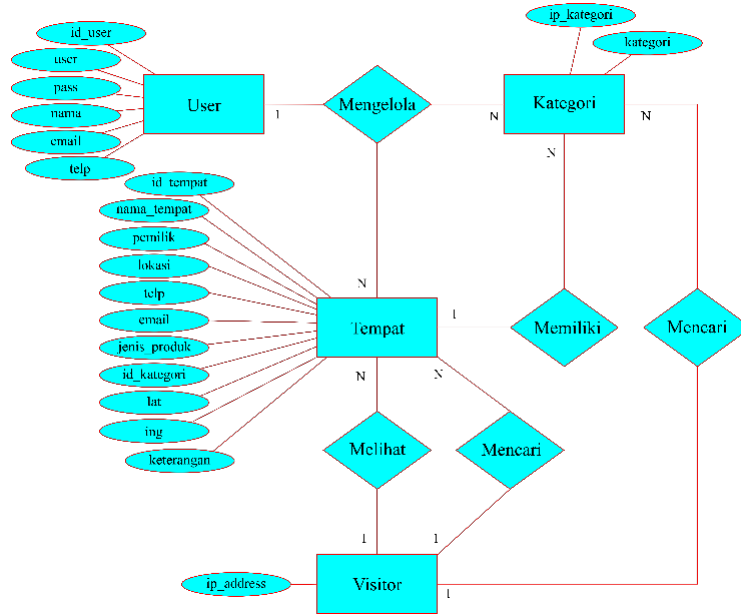 ip_kategori
id_user
kategori
user
pass
User
1
Mengelola
N
Kategori
N
nama
email
N
N
telp
id_tempat
nama_tempat
pemilik
lokasi
N
telp
email
Tempat
1
Memiliki
Mencari
jenis_produk
id_kategori
N
N
lat
ing
Melihat
Mencari
keterangan
1
1
ip_address
Visitor
1